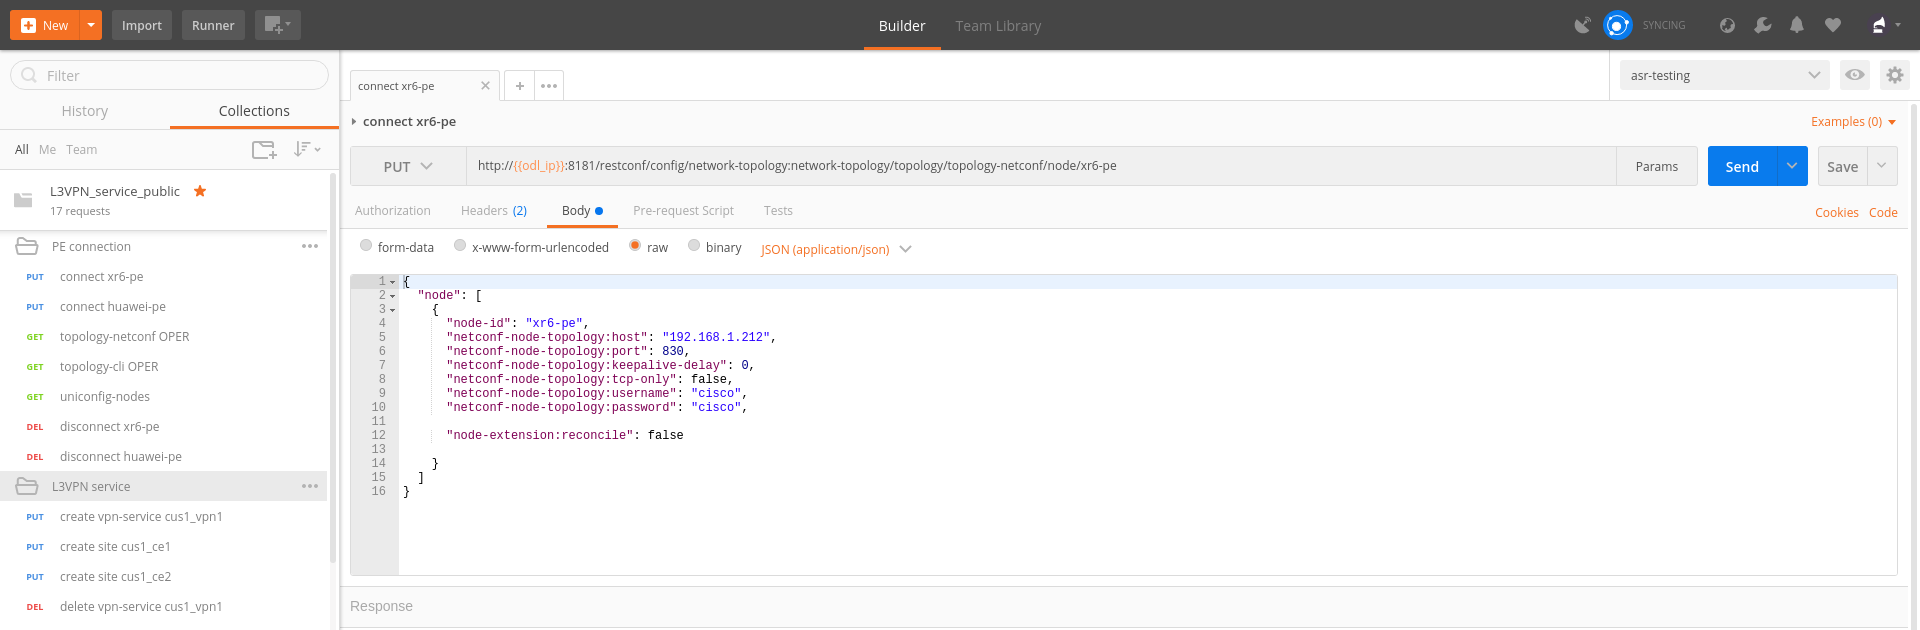 New Import Runner Builder Team Library SYNCING
Filter
History Collections
All Me Team
L3VPN_service_public
17 requests
PE connection
PUT connect xr6-pe
PUT connect huawei-pe
GET topology-netconf OPER
GET topology-cli OPER
GET uniconfig-nodes
DEL disconnect xr6-pe
DEL disconnect huawei-pe
L3VPN service
PUT create vpn-service cus1_vpn1
PUT create site cus1_ce1
PUT create site cus1_ce2
DEL delete vpn-service cus1_vpn1
connect xr6-pe
asr-testing
connect xr6-pe Examples (0)
PUT http://{{odl_ip}}:8181/restconf/config/network-topology:network-topology/topology/topology-netconf/node/xr6-pe Params Send Save
Authorization Headers (2) Body Pre-request Script Tests Cookies Code
form-data x-www-form-urlencoded raw binary JSON (application/json)
1 {
2 "node": [
3 {
4 "node-id": "xr6-pe",
5 "netconf-node-topology:host": "192.168.1.212",
6 "netconf-node-topology:port": 830,
7 "netconf-node-topology:keepalive-delay": 0,
8 "netconf-node-topology:tcp-only": false,
9 "netconf-node-topology:username": "cisco",
10 "netconf-node-topology:password": "cisco",
11
12 "node-extension:reconcile": false
13
14 }
15 ]
16 }
Response